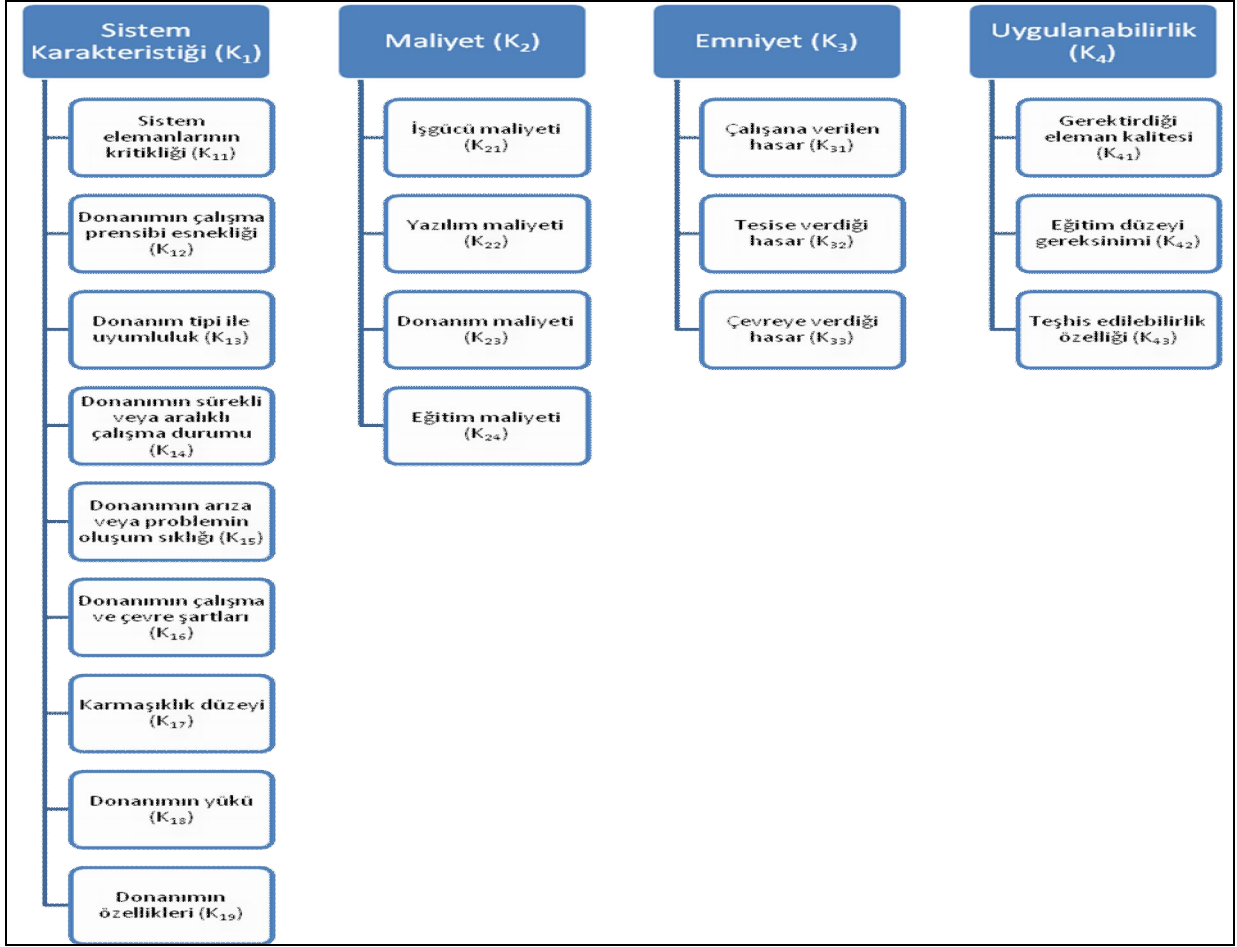 Sistem
Karakteristiği (K₁)
Sistem
elemanlarının
kritikliği (K₁₁)
Donanımın çalışma
prensibi esnekliği
(K₁₂)
Donanım tipi ile
uyumluluk (K₁₃)
Donanımın sürekli
veya aralıklı
çalışma durumu
(K₁₄)
Donanımın arıza
veya problemin
oluşum sıklığı (K₁₅)
Donanımın çalışma
ve çevre şartları
(K₁₆)
Karmaşıklık düzeyi
(K₁₇)
Donanımın yükü
(K₁₈)
Donanımın
özellikleri (K₁₉)
Maliyet (K₂)
İşgücü maliyeti
(K₂₁)
Yazılım maliyeti
(K₂₂)
Donanım maliyeti
(K₂₃)
Eğitim maliyeti
(K₂₄)
Emniyet (K₃)
Çalışana verilen
hasar (K₃₁)
Tesise verdiği
hasar (K₃₂)
Çevreye verdiği
hasar (K₃₃)
Uygulanabilirlik
(K₄)
Gerektirdiği
eleman kalitesi
(K₄₁)
Eğitim düzeyi
gereksinimi (K₄₂)
Teşhis edilebilirlik
özelliği (K₄₃)